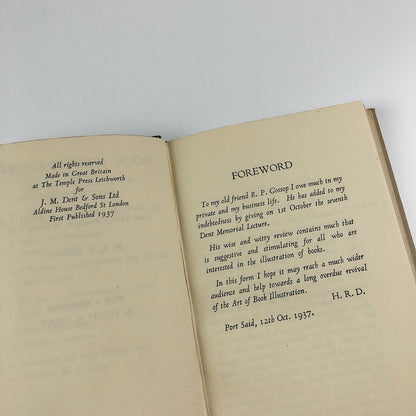 All rights reserved
Made in Great Britain
at The Temple Press Letchworth
for
J. M. Dent & Sons Ltd
Aldine House Bedford St London
First Published 1937
FOREWORD
To my old friend R. P. Gossop I owe much in my
private and my business life. He has added to my
indebtedness by giving on 1st October the seventh
Dent Memorial Lecture.
His wise and witty review contains much that
is suggestive and stimulating for all who are
interested in the illustration of books.
In this form I hope it may reach a much wider
audience and help towards a long overdue revival
of the Art of Book Illustration.
H. R. D.
Port Said, 12th Oct. 1937.